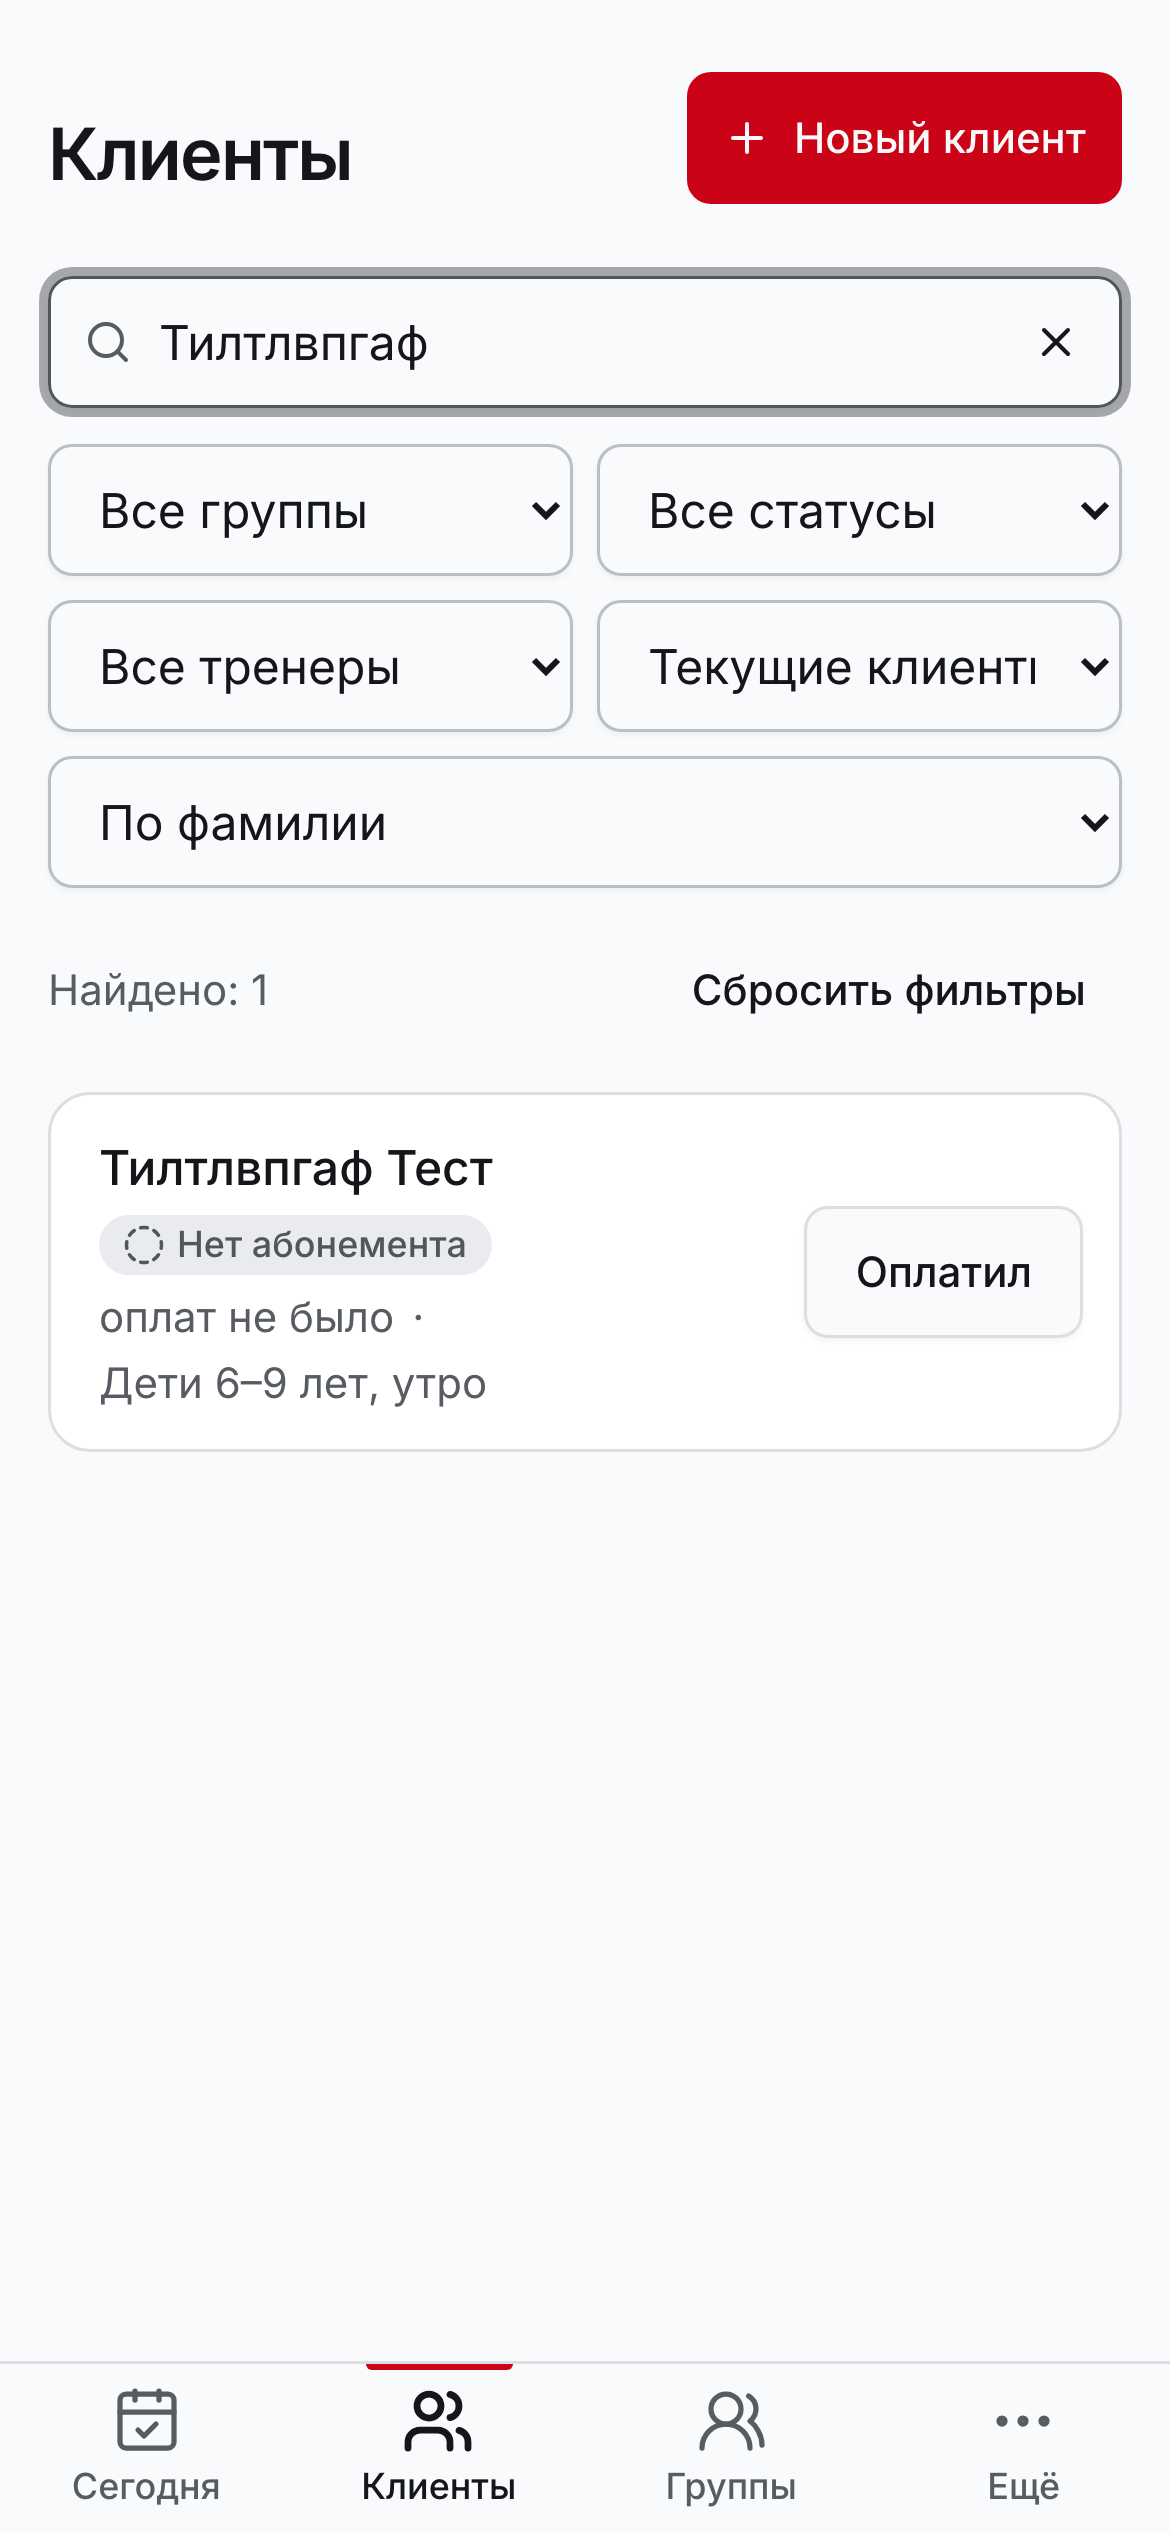 Клиенты
Новый клиент
Тилтлвпгаф
Все группы
Все статусы
Все тренеры
Текущие клиент
По фамилии
Найдено: 1
Сбросить фильтры
Тилтлвпгаф Тест
Нет абонемента
оплат не было ·
Дети 6–9 лет, утро
Оплатил
Сегодня
Клиенты
Группы
Ещё